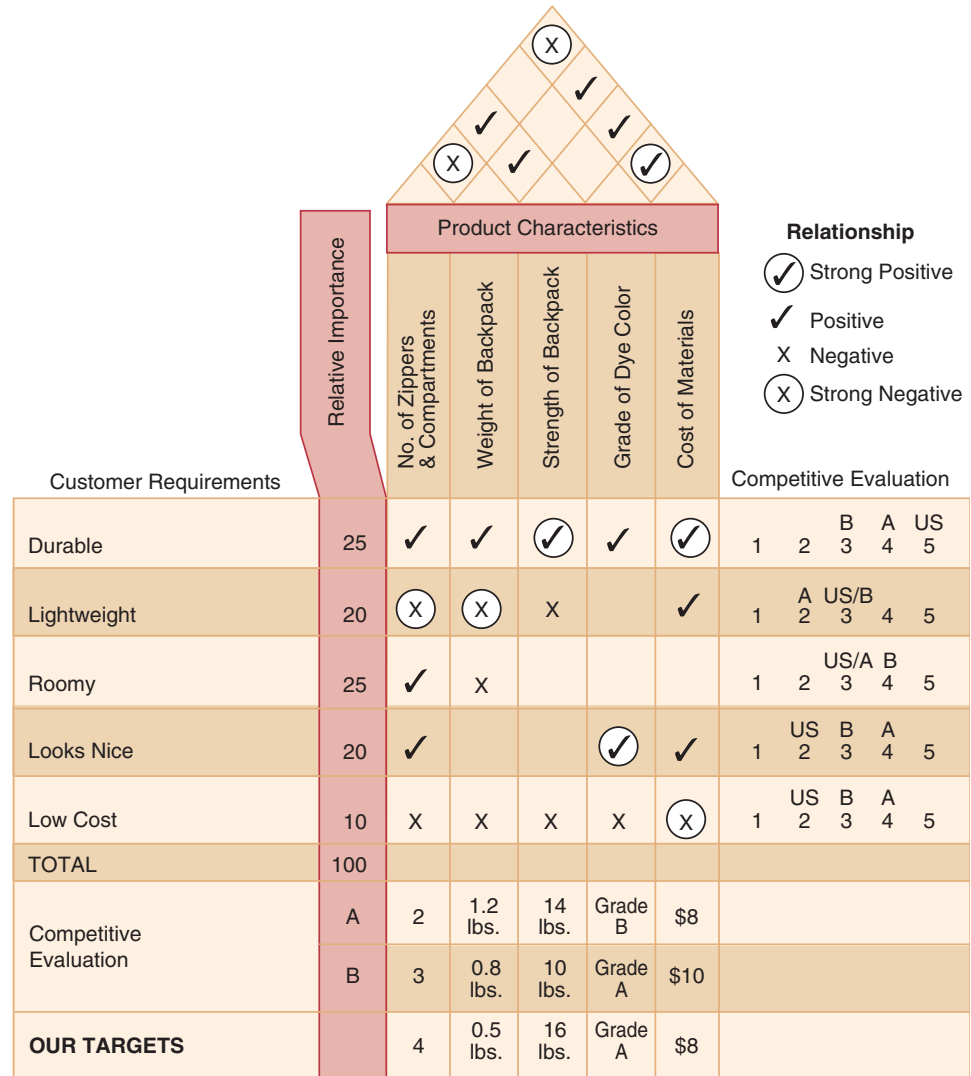 X
X
Product Characteristics
Relative Importance
No. of Zippers
& Compartments
Weight of Backpack
Strength of Backpack
Grade of Dye Color
Cost of Materials
Relationship
Strong Positive
Positive
X Negative
X Strong Negative
Customer Requirements
Competitive Evaluation
Durable 25
B A US
1 2 3 4 5
Lightweight 20 X X X
A US/B
1 2 3 4 5
Roomy 25 X
US/A B
1 2 3 4 5
Looks Nice 20
US B A
1 2 3 4 5
Low Cost 10 X X X X X
US B A
1 2 3 4 5
TOTAL 100
Competitive
Evaluation
A 2 1.2 lbs. 14 lbs. Grade B $8
B 3 0.8 lbs. 10 lbs. Grade A $10
OUR TARGETS 4 0.5 lbs. 16 lbs. Grade A $8